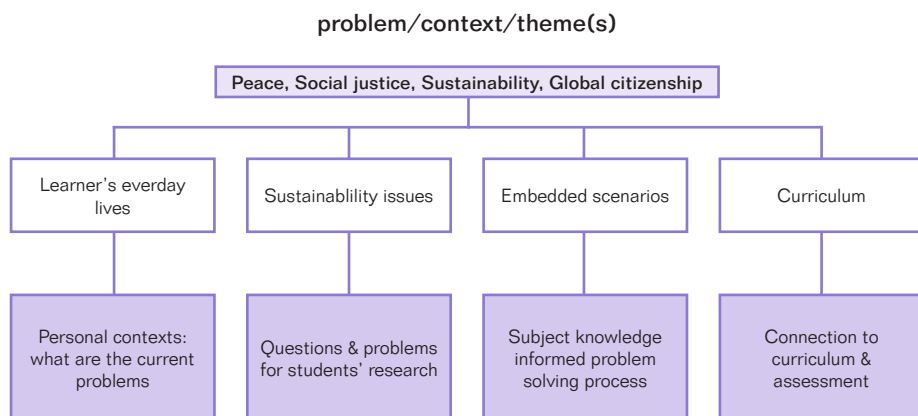 problem/context/theme(s)
Peace, Social justice, Sustainability, Global citizenship
Learner's everday
lives
Sustainablility issues
Embedded scenarios
Curriculum
Personal contexts:
what are the current
problems
Questions & problems
for students' research
Subject knowledge
informed problem
solving process
Connection to
curriculum &
assessment